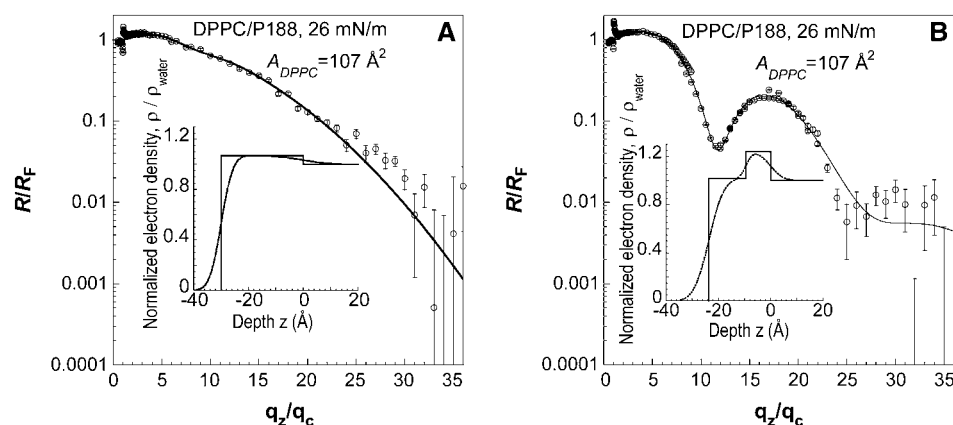 DPPC/P188, 26 mN/m
A
A_DPPC=107 Å²
1
0.1
0.01
0.001
0.0001
R/R_F
0 5 10 15 20 25 30 35
q_z/q_c
Normalized electron density, ρ / ρ_water
1.2
0.8
0.4
0
-40 -20 0 20
Depth z (Å)
DPPC/P188, 26 mN/m
B
A_DPPC=107 Å²
1
0.1
0.01
0.001
0.0001
R/R_F
0 5 10 15 20 25 30 35
q_z/q_c
Normalized electron density, ρ / ρ_water
1.2
0.8
0.4
0
-40 -20 0 20
Depth z (Å)